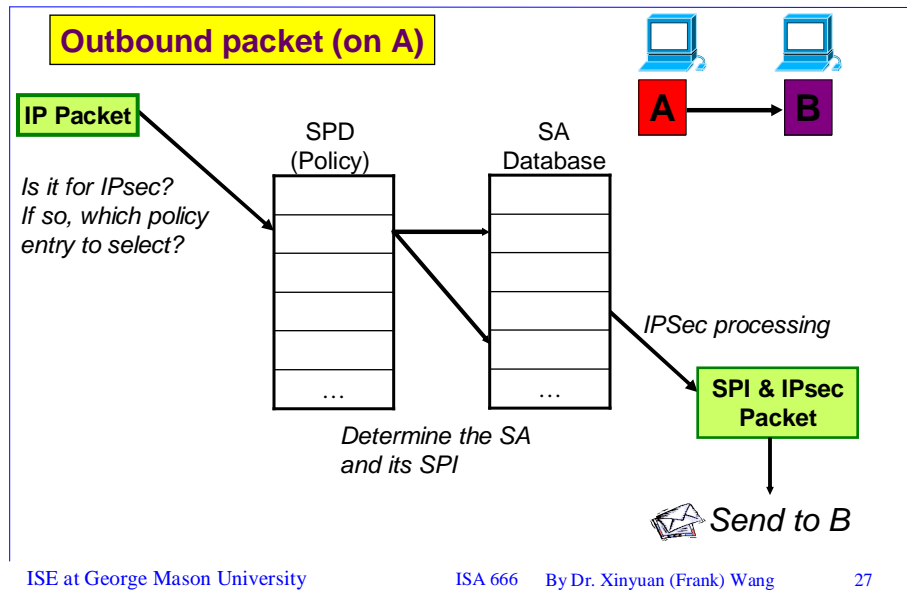 Outbound packet (on A)
A
B
IP Packet
SPD
(Policy)
SA
Database
Is it for IPsec?
If so, which policy
entry to select?
…
…
IPSec processing
SPI & IPsec
Packet
Determine the SA
and its SPI
Send to B
ISE at George Mason University
ISA 666
By Dr. Xinyuan (Frank) Wang
27